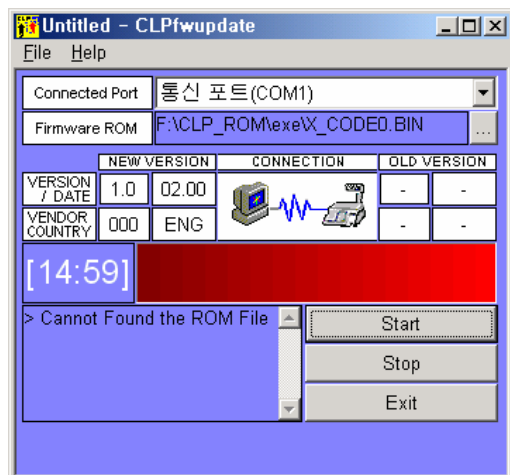 Untitled - CLPfwupdate
File Help
Connected Port 통신 포트(COM1)
Firmware ROM F:\CLP_ROM\exe\X_CODE0.BIN ...
NEW VERSION CONNECTION OLD VERSION
VERSION / DATE 1.0 02.00 - -
VENDOR COUNTRY 000 ENG - -
[14:59]
> Cannot Found the ROM File
Start
Stop
Exit